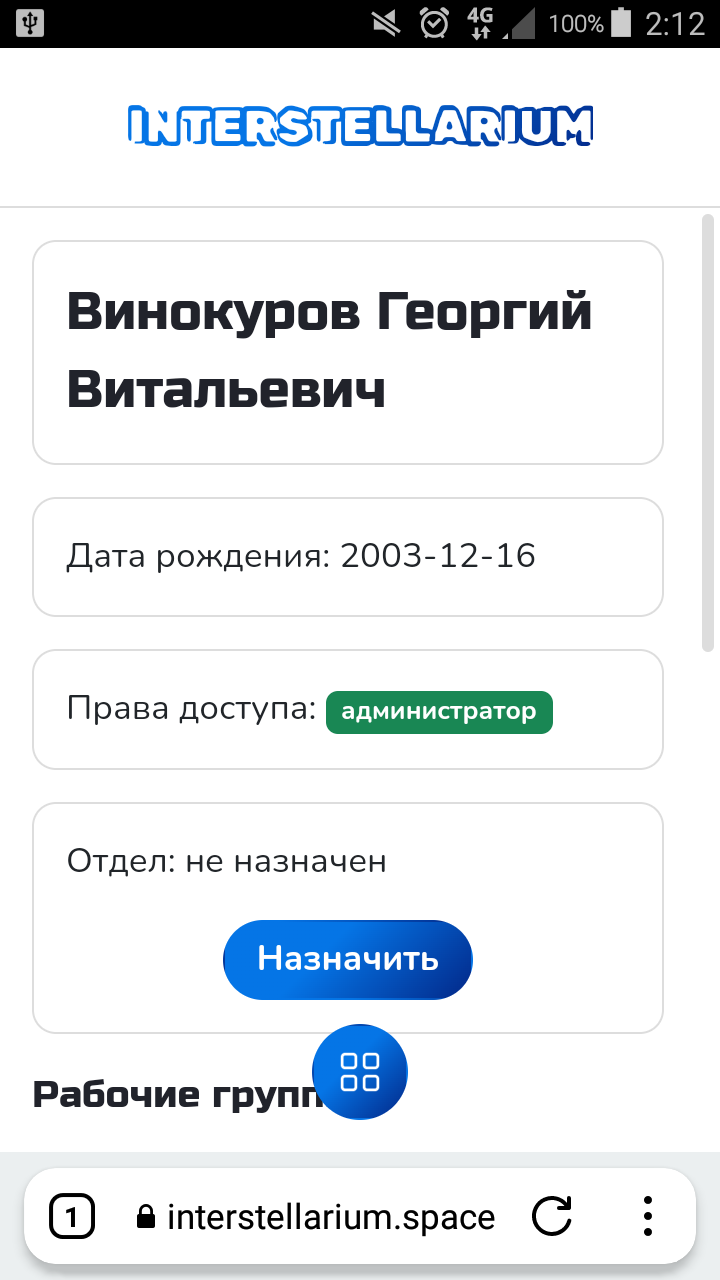 4G 100% 2:12
INTERSTELLARIUM
Винокуров Георгий
Витальевич
Дата рождения: 2003-12-16
Права доступа: администратор
Отдел: не назначен
Назначить
Рабочие групп
1 interstellarium.space